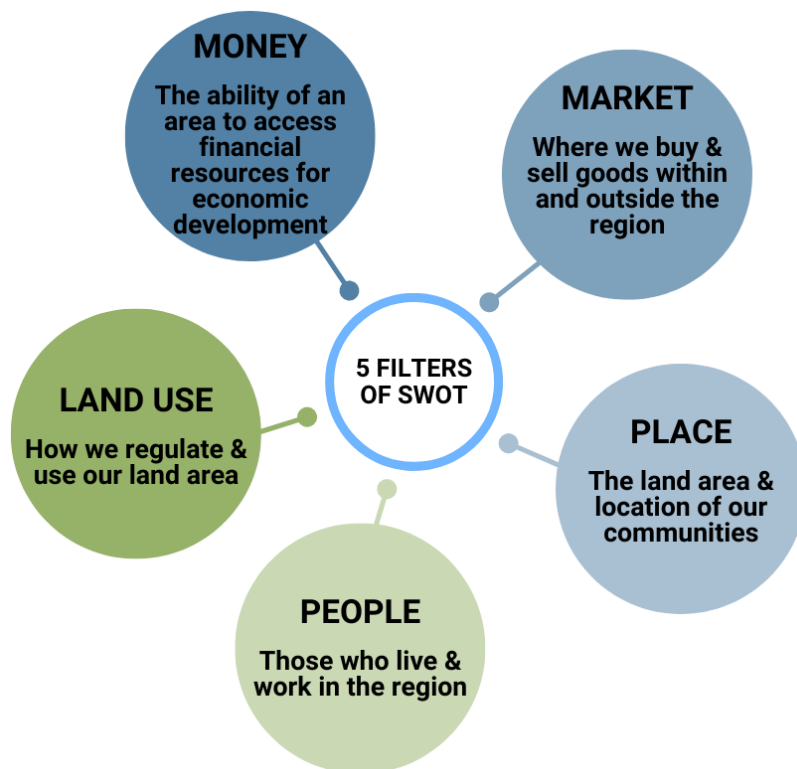 MONEY
The ability of an
area to access
financial
resources for
economic
development
MARKET
Where we buy &
sell goods within
and outside the
region
5 FILTERS
OF SWOT
LAND USE
How we regulate &
use our land area
PLACE
The land area &
location of our
communities
PEOPLE
Those who live &
work in the region